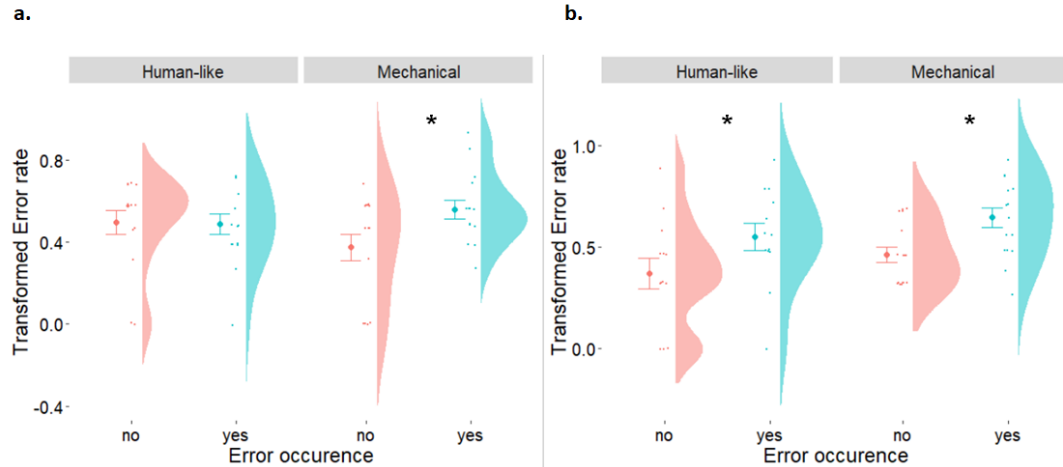 a.
Human-like
Mechanical
*
Transformed Error rate
0.8
0.4
0.0
-0.4
no
yes
no
yes
Error occurence
b.
Human-like
Mechanical
*
*
Transformed Error rate
1.0
0.5
0.0
no
yes
no
yes
Error occurence